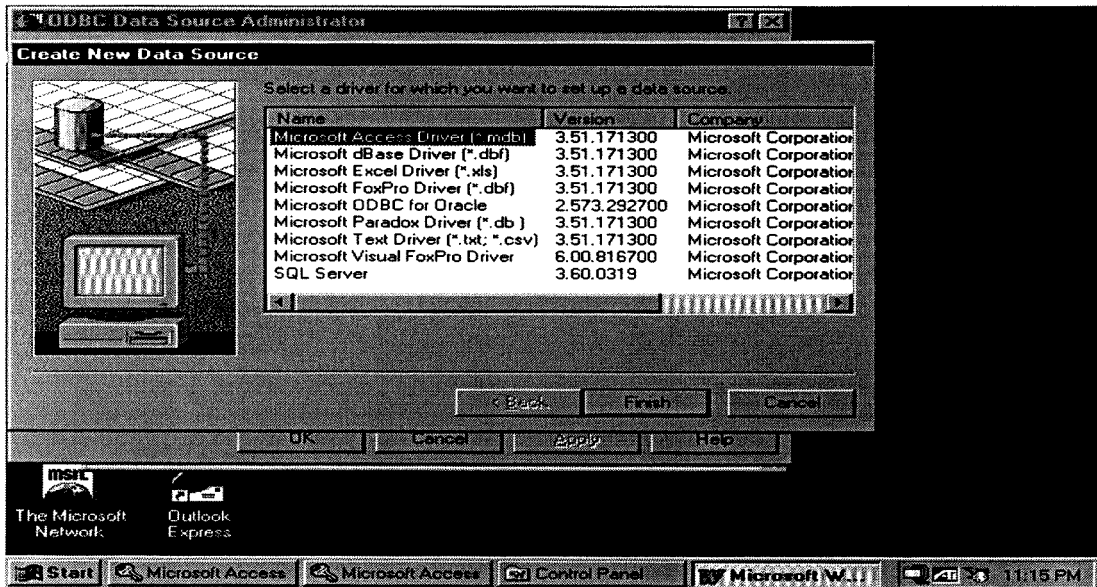 ODBC Data Source Administrator
Create New Data Source
Select a driver for which you want to set up a data source.
Name Version Company
Microsoft Access Driver (*.mdb) 3.51.171300 Microsoft Corporation
Microsoft dBase Driver (*.dbf) 3.51.171300 Microsoft Corporation
Microsoft Excel Driver (*.xls) 3.51.171300 Microsoft Corporation
Microsoft FoxPro Driver (*.dbf) 3.51.171300 Microsoft Corporation
Microsoft ODBC for Oracle 2.573.292700 Microsoft Corporation
Microsoft Paradox Driver (*.db ) 3.51.171300 Microsoft Corporation
Microsoft Text Driver (*.txt; *.csv) 3.51.171300 Microsoft Corporation
Microsoft Visual FoxPro Driver 6.00.816700 Microsoft Corporation
SQL Server 3.60.0319 Microsoft Corporation
< Back Finish Cancel
OK Cancel Apply Help
msn
The Microsoft Network
Outlook Express
Start Microsoft Access Microsoft Access Control Panel Microsoft W... ATI 11:15 PM